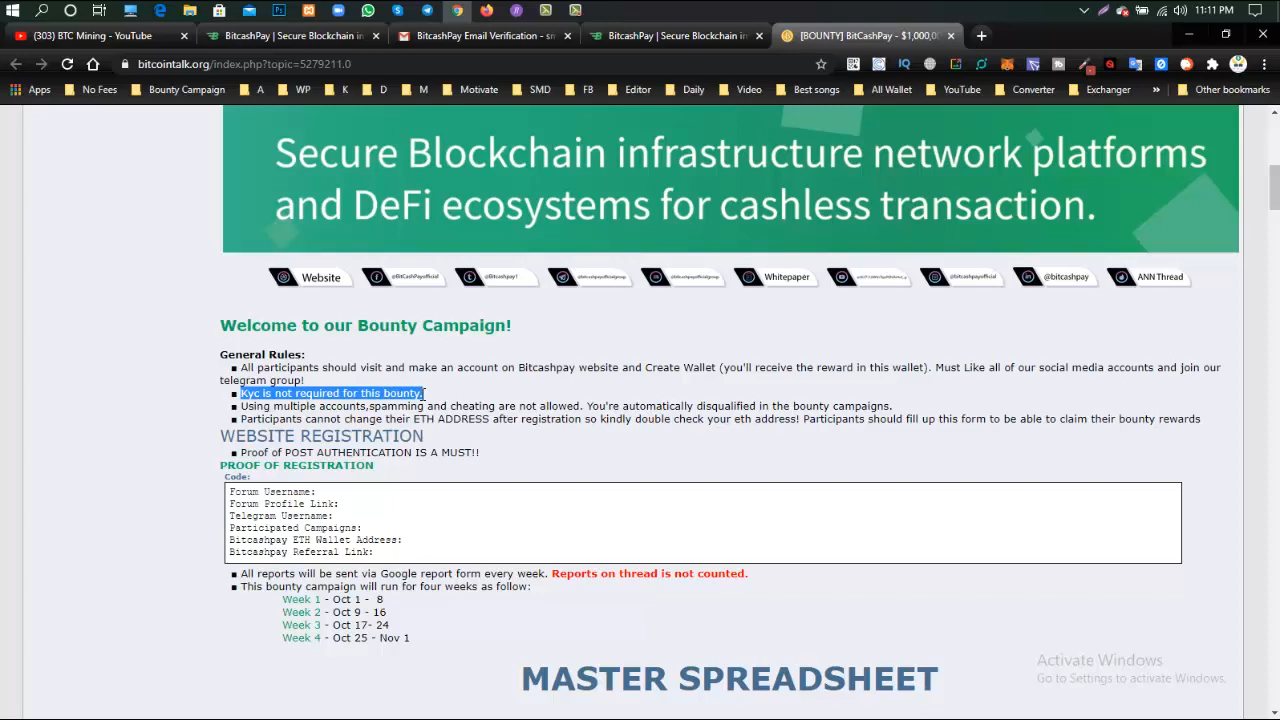 11:11 PM
(303) BTC Mining - YouTube
BitcashPay | Secure Blockchain in
BitcashPay Email Verification - sm
BitcashPay | Secure Blockchain in
[BOUNTY] BitCashPay - $1,000,0
bitcointalk.org/index.php?topic=5279211.0
Apps
No Fees
Bounty Campaign
A
WP
K
D
M
Motivate
SMD
FB
Editor
Daily
Video
Best songs
All Wallet
YouTube
Converter
Exchanger
»
Other bookmarks
Secure Blockchain infrastructure network platforms
and DeFi ecosystems for cashless transaction.
Website
@BitCashPayofficial
@Bitcashpay1
@bitcashpayofficialgroup
@bitcashpayofficialgroup
Whitepaper
@bitcashpayofficial
@bitcashpay
ANN Thread
Welcome to our Bounty Campaign!
General Rules:
All participants should visit and make an account on Bitcashpay website and Create Wallet (you'll receive the reward in this wallet). Must Like all of our social media accounts and join our
telegram group!
Kyc is not required for this bounty.
Using multiple accounts,spamming and cheating are not allowed. You're automatically disqualified in the bounty campaigns.
Participants cannot change their ETH ADDRESS after registration so kindly double check your eth address! Participants should fill up this form to be able to claim their bounty rewards
WEBSITE REGISTRATION
Proof of POST AUTHENTICATION IS A MUST!!
PROOF OF REGISTRATION
Code:
Forum Username:
Forum Profile Link:
Telegram Username:
Participated Campaigns:
Bitcashpay ETH Wallet Address:
Bitcashpay Referral Link:
All reports will be sent via Google report form every week. Reports on thread is not counted.
This bounty campaign will run for four weeks as follow:
Week 1 - Oct 1 - 8
Week 2 - Oct 9 - 16
Week 3 - Oct 17- 24
Week 4 - Oct 25 - Nov 1
MASTER SPREADSHEET
Activate Windows
Go to Settings to activate Windows.